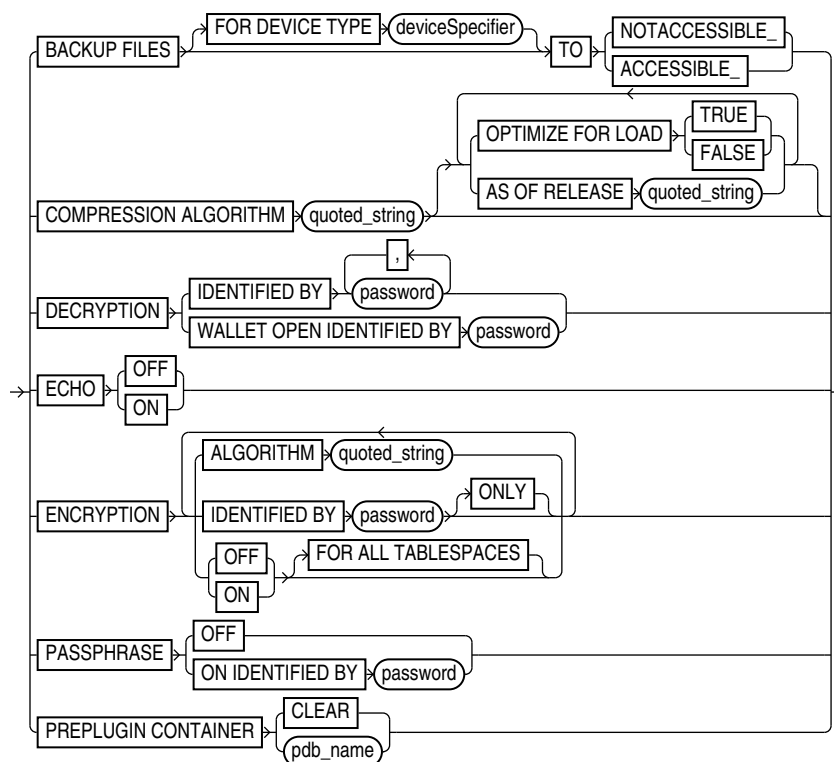 FOR DEVICE TYPE deviceSpecifier
BACKUP FILES TO
NOTACCESSIBLE_
ACCESSIBLE_
OPTIMIZE FOR LOAD
TRUE
FALSE
AS OF RELEASE quoted_string
COMPRESSION ALGORITHM quoted_string
,
IDENTIFIED BY password
DECRYPTION
WALLET OPEN IDENTIFIED BY password
OFF
ECHO
ON
ALGORITHM quoted_string
ONLY
ENCRYPTION IDENTIFIED BY password
OFF
FOR ALL TABLESPACES
ON
OFF
PASSPHRASE
ON IDENTIFIED BY password
CLEAR
PREPLUGIN CONTAINER
pdb_name